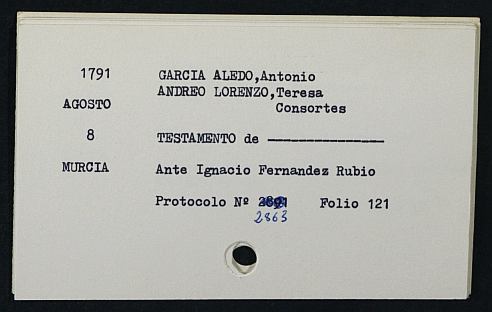 1791 GARCIA ALEDO,Antonio
ANDREO LORENZO,Teresa
AGOSTO Consortes
8 TESTAMENTO de ---------------
MURCIA Ante Ignacio Fernandez Rubio
Protocolo Nº Folio 121
2863